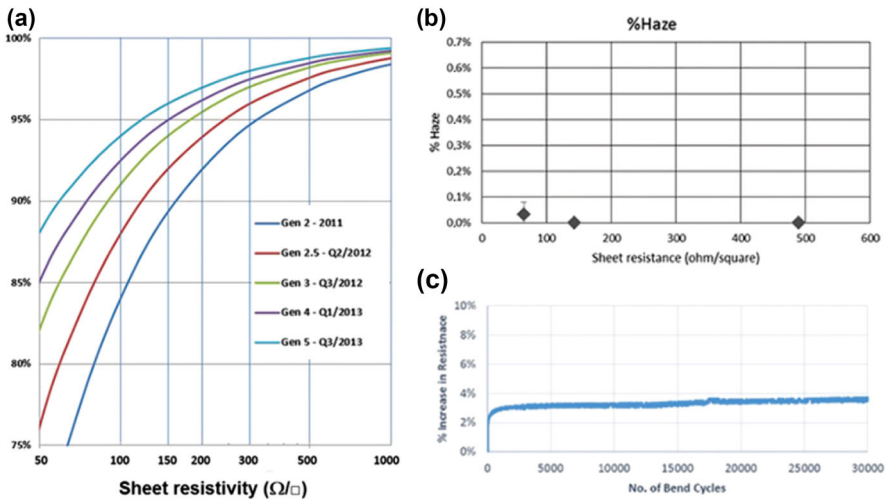 (a)
100%
95%
90%
85%
80%
75%
50 100 150 200 300 500 1000
Gen 2 - 2011
Gen 2.5 - Q2/2012
Gen 3 - Q3/2012
Gen 4 - Q1/2013
Gen 5 - Q3/2013
Sheet resistivity (Ω/□)
(b)
%Haze
% Haze
0,7%
0,6%
0,5%
0,4%
0,3%
0,2%
0,1%
0,0%
0 100 200 300 400 500 600
Sheet resistance (ohm/square)
(c)
% Increase in Resistnace
10%
8%
6%
4%
2%
0%
0 5000 10000 15000 20000 25000 30000
No. of Bend Cycles